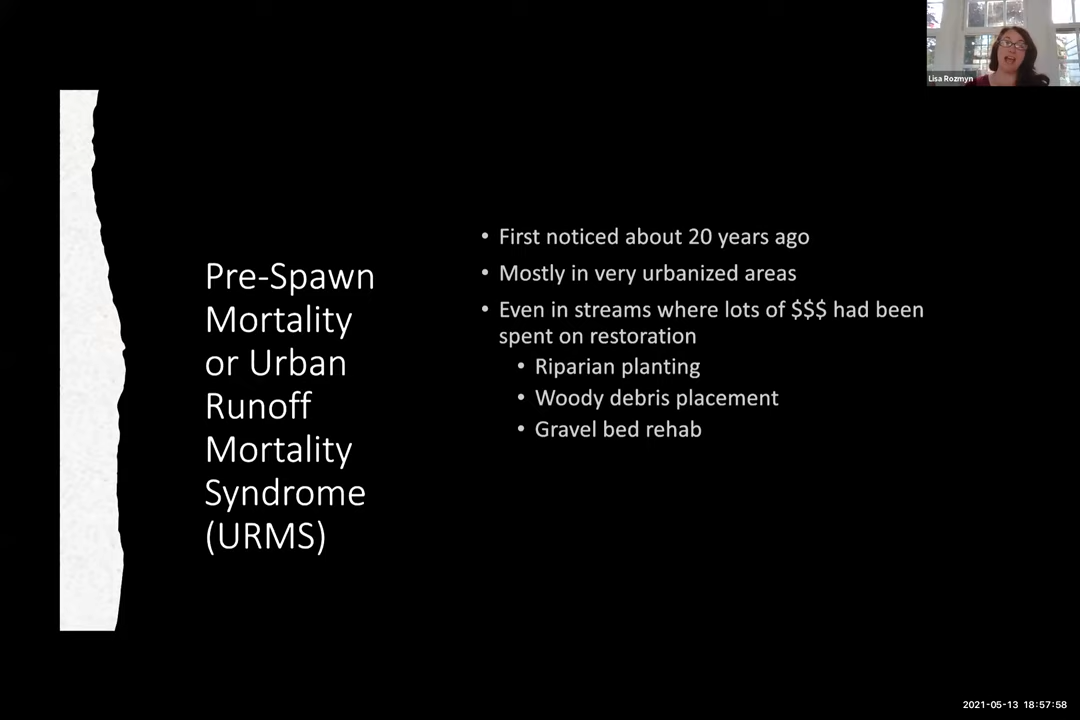 Lisa Rozmyn
Pre-Spawn
Mortality
or Urban
Runoff
Mortality
Syndrome
(URMS)
• First noticed about 20 years ago
• Mostly in very urbanized areas
• Even in streams where lots of $$$ had been
spent on restoration
• Riparian planting
• Woody debris placement
• Gravel bed rehab
2021-05-13 18:57:58